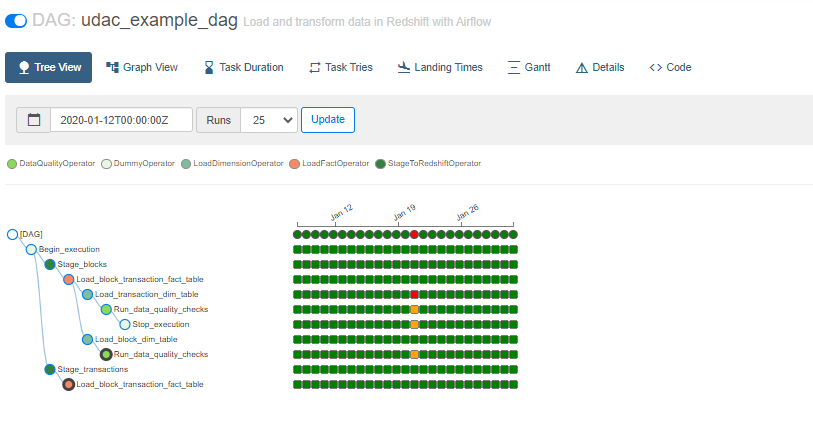 DAG: udac_example_dag Load and transform data in Redshift with Airflow
Tree View Graph View Task Duration Task Tries Landing Times Gantt Details Code
2020-01-12T00:00:00Z Runs 25 Update
DataQualityOperator DummyOperator LoadDimensionOperator LoadFactOperator StageToRedshiftOperator
Jan 12 Jan 19 Jan 26
[DAG]
Begin_execution
Stage_blocks
Load_block_transaction_fact_table
Load_transaction_dim_table
Run_data_quality_checks
Stop_execution
Load_block_dim_table
Run_data_quality_checks
Stage_transactions
Load_block_transaction_fact_table